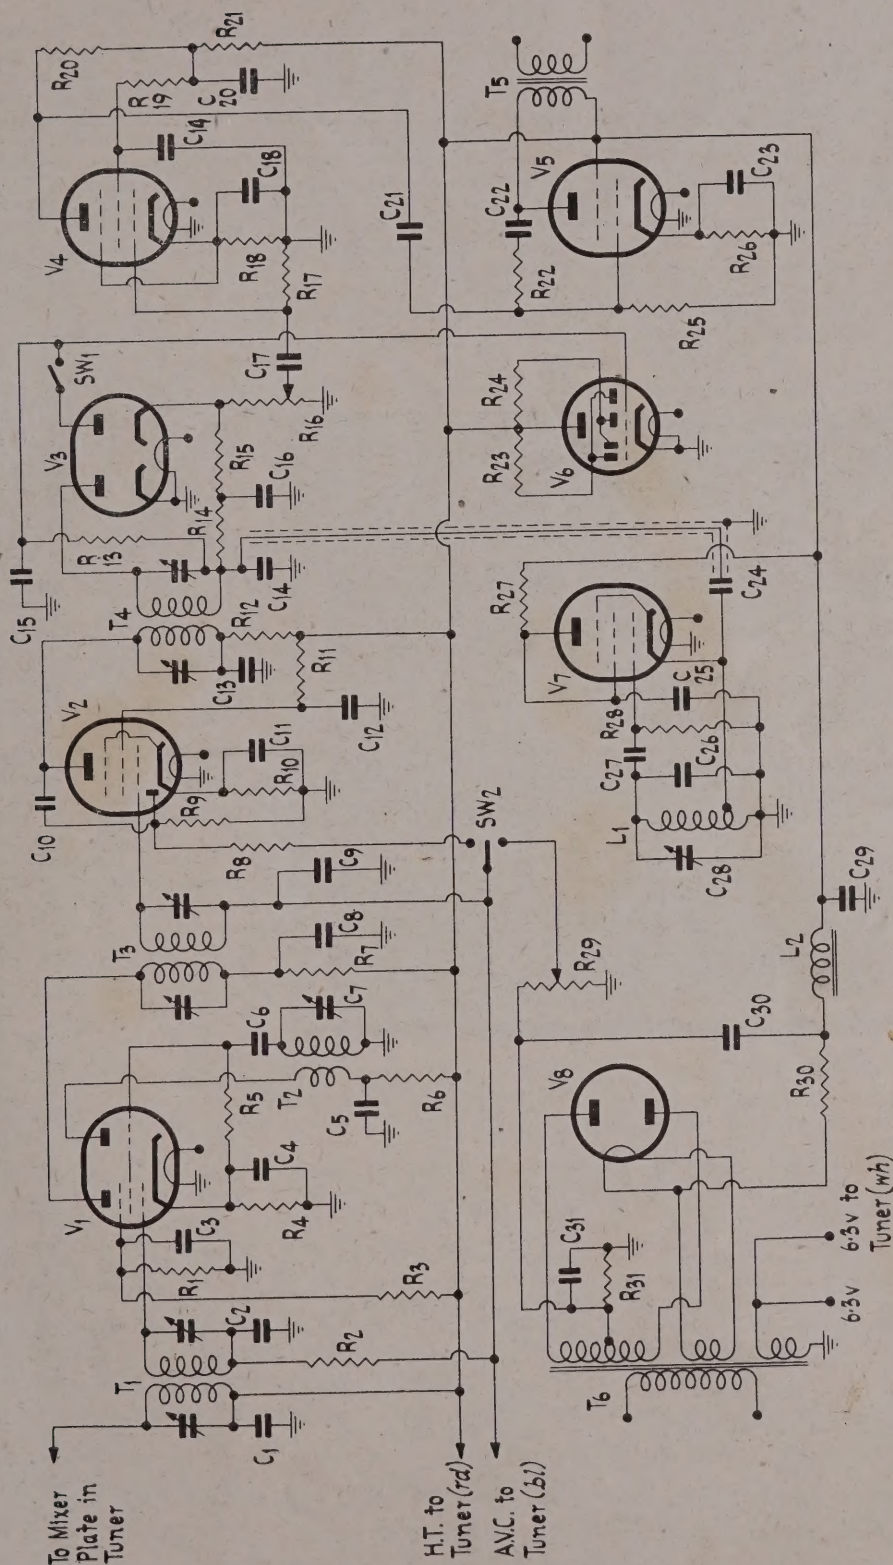 To Mixer
Plate in
Tuner
T1
C1
C2
R2
R1
C3
V1
R3
R4
C4
R5
C5
R6
T2
C6
C7
T3
C8
R7
C9
R8
C10
V2
R9
R10
C11
C12
R11
C13
R12
T4
C15
R
13
C14
R14
R15
C16
V3
SW1
R16
C17
V4
R17
R18
C18
C14
R
19
C
20
R20
R21
H.T. to
Tuner (rd)
A.V.C. to
Tuner (bl)
SW2
R29
T6
R31
C31
V8
C30
R30
L2
C29
6·3v
6·3v to
Tuner (wh)
C28
L1
C27
C26
R28
C
25
V7
R27
C24
V6
R23
R24
C21
R22
C22
R25
V5
R26
C23
T5